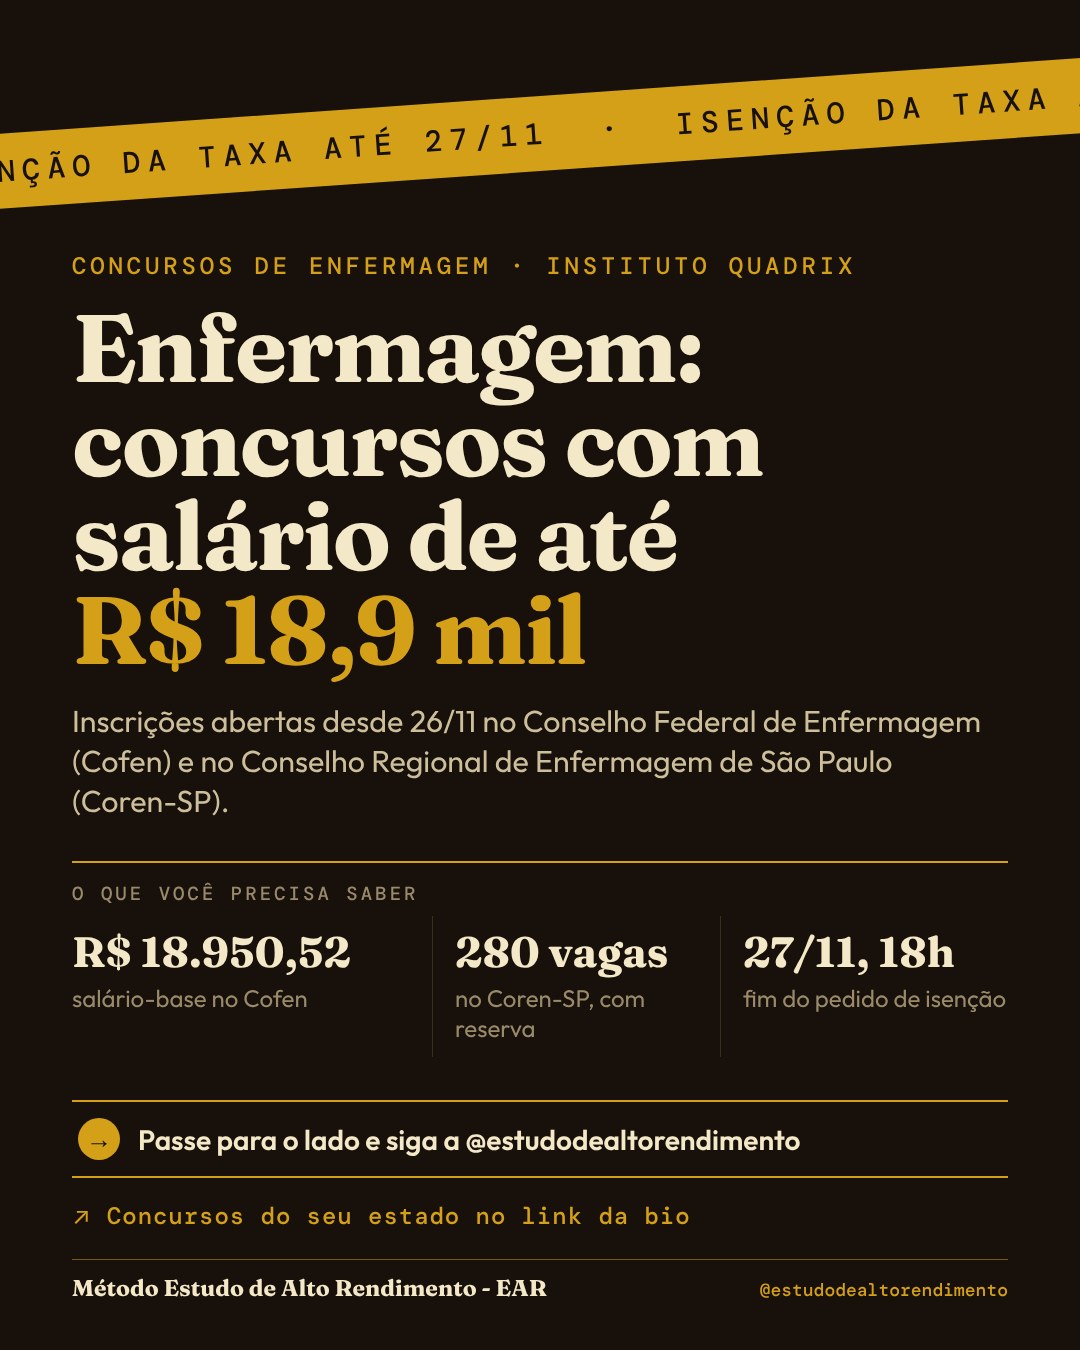 NÇÃO DA TAXA ATÉ 27/11 · ISENÇÃO DA TAXA
CONCURSOS DE ENFERMAGEM · INSTITUTO QUADRIX
Enfermagem:
concursos com
salário de até
R$ 18,9 mil
Inscrições abertas desde 26/11 no Conselho Federal de Enfermagem
(Cofen) e no Conselho Regional de Enfermagem de São Paulo
(Coren-SP).
O QUE VOCÊ PRECISA SABER
R$ 18.950,52
salário-base no Cofen
280 vagas
no Coren-SP, com
reserva
27/11, 18h
fim do pedido de isenção
→ Passe para o lado e siga a @estudodealtorendimento
↗ Concursos do seu estado no link da bio
Método Estudo de Alto Rendimento - EAR
@estudodealtorendimento